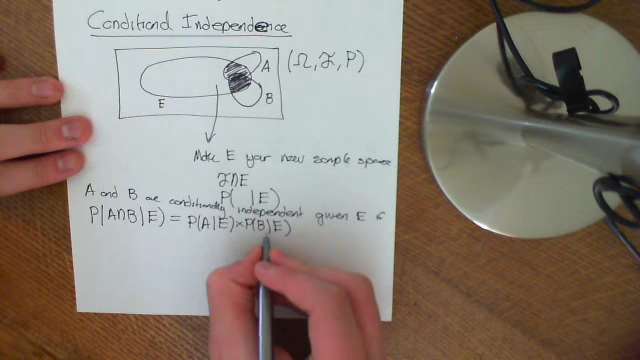 Conditional Independence
A
B
E
(Ω, ℱ, P)
Make E your new sample space
ℱ∩E
P( |E)
A and B are conditionally independent given E if
P(A∩B|E) = P(A|E)×P(B|E)